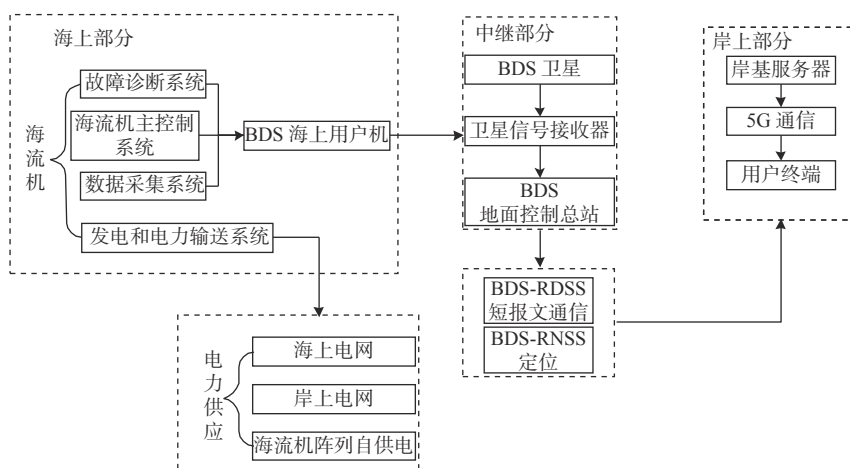 海上部分
海流机
故障诊断系统
海流机主控制
系统
数据采集系统
发电和电力输送系统
BDS 海上用户机
中继部分
BDS 卫星
卫星信号接收器
BDS
地面控制总站
BDS-RDSS
短报文通信
BDS-RNSS
定位
岸上部分
岸基服务器
5G 通信
用户终端
电力供应
海上电网
岸上电网
海流机阵列自供电